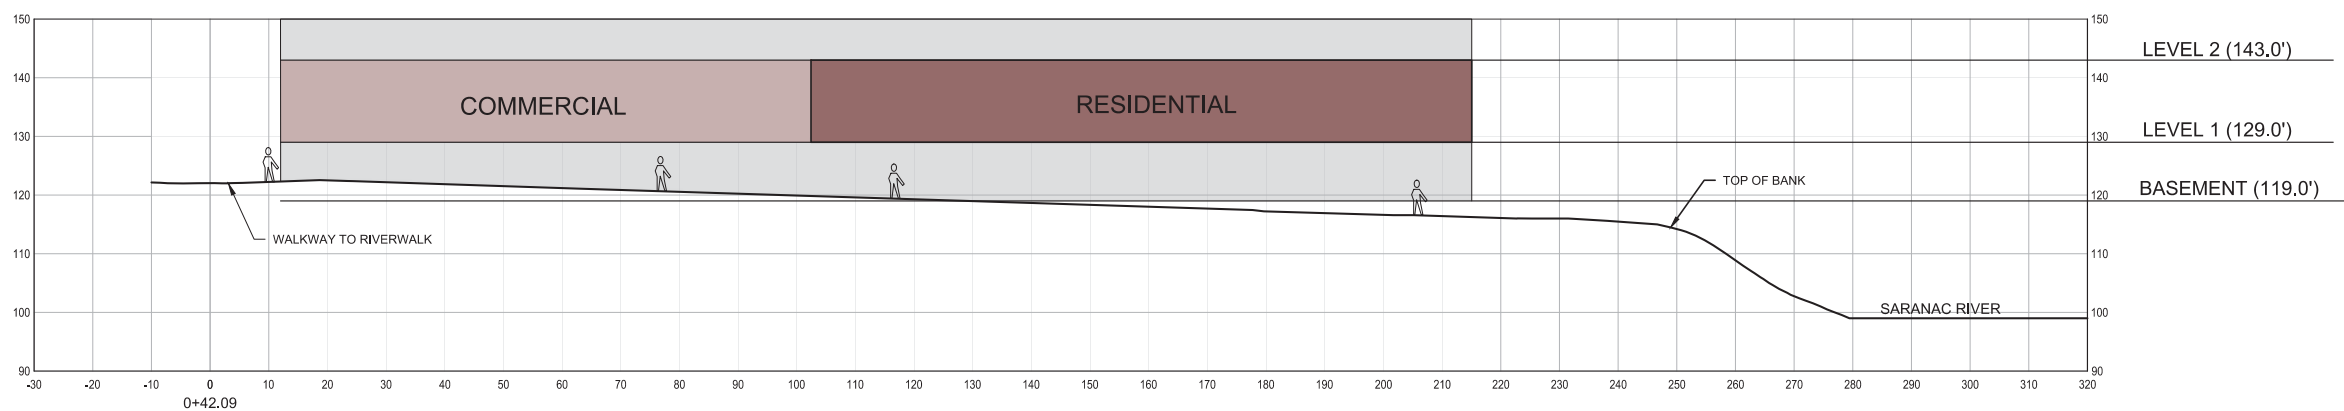 150
150
LEVEL 2 (143.0')
140
140
COMMERCIAL
RESIDENTIAL
130
130
LEVEL 1 (129.0')
120
120
TOP OF BANK
BASEMENT (119.0')
WALKWAY TO RIVERWALK
110
110
SARANAC RIVER
100
100
90
90
-30 -20 -10 0 10 20 30 40 50 60 70 80 90 100 110 120 130 140 150 160 170 180 190 200 210 220 230 240 250 260 270 280 290 300 310 320
0+42.09